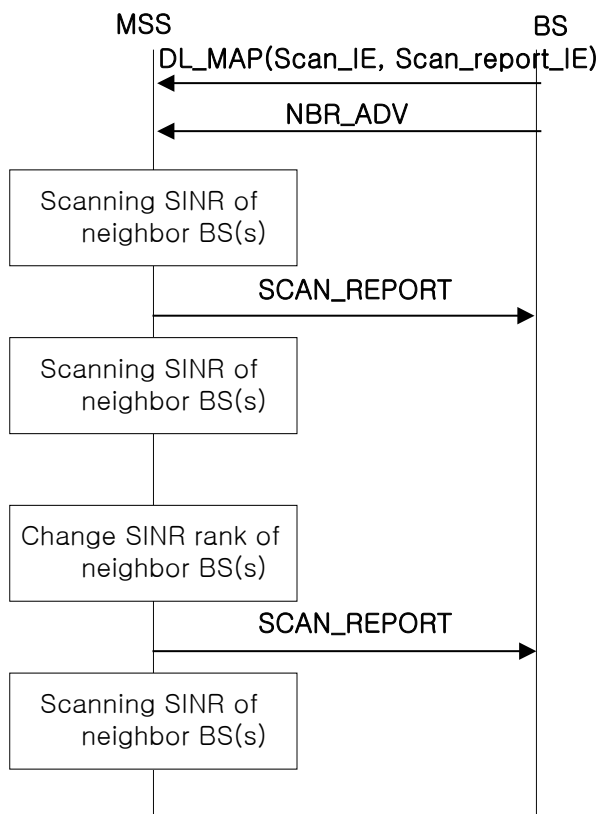 MSS
BS
DL_MAP(Scan_IE, Scan_report_IE)
NBR_ADV
Scanning SINR of
neighbor BS(s)
SCAN_REPORT
Scanning SINR of
neighbor BS(s)
Change SINR rank of
neighbor BS(s)
SCAN_REPORT
Scanning SINR of
neighbor BS(s)